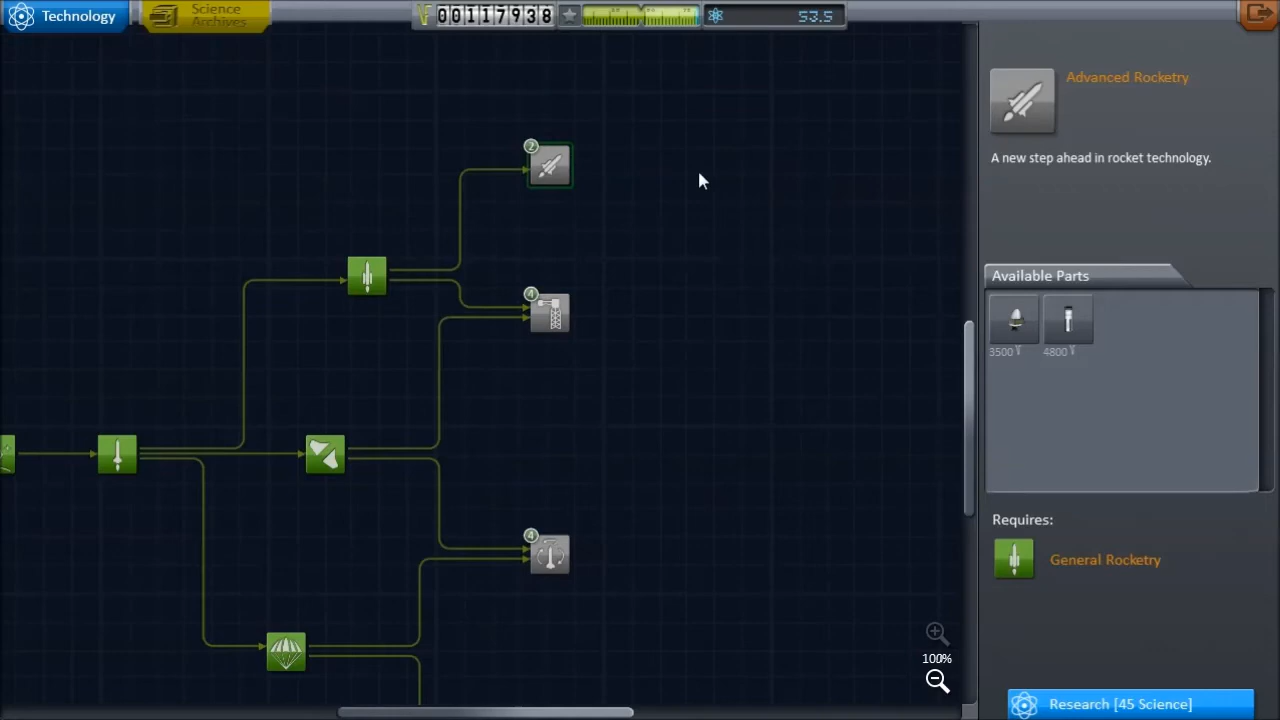 Technology
Science Archives
00117938
53.5
Advanced Rocketry
A new step ahead in rocket technology.
2
4
4
Available Parts
3500 4800
Requires:
General Rocketry
100%
Research [45 Science]